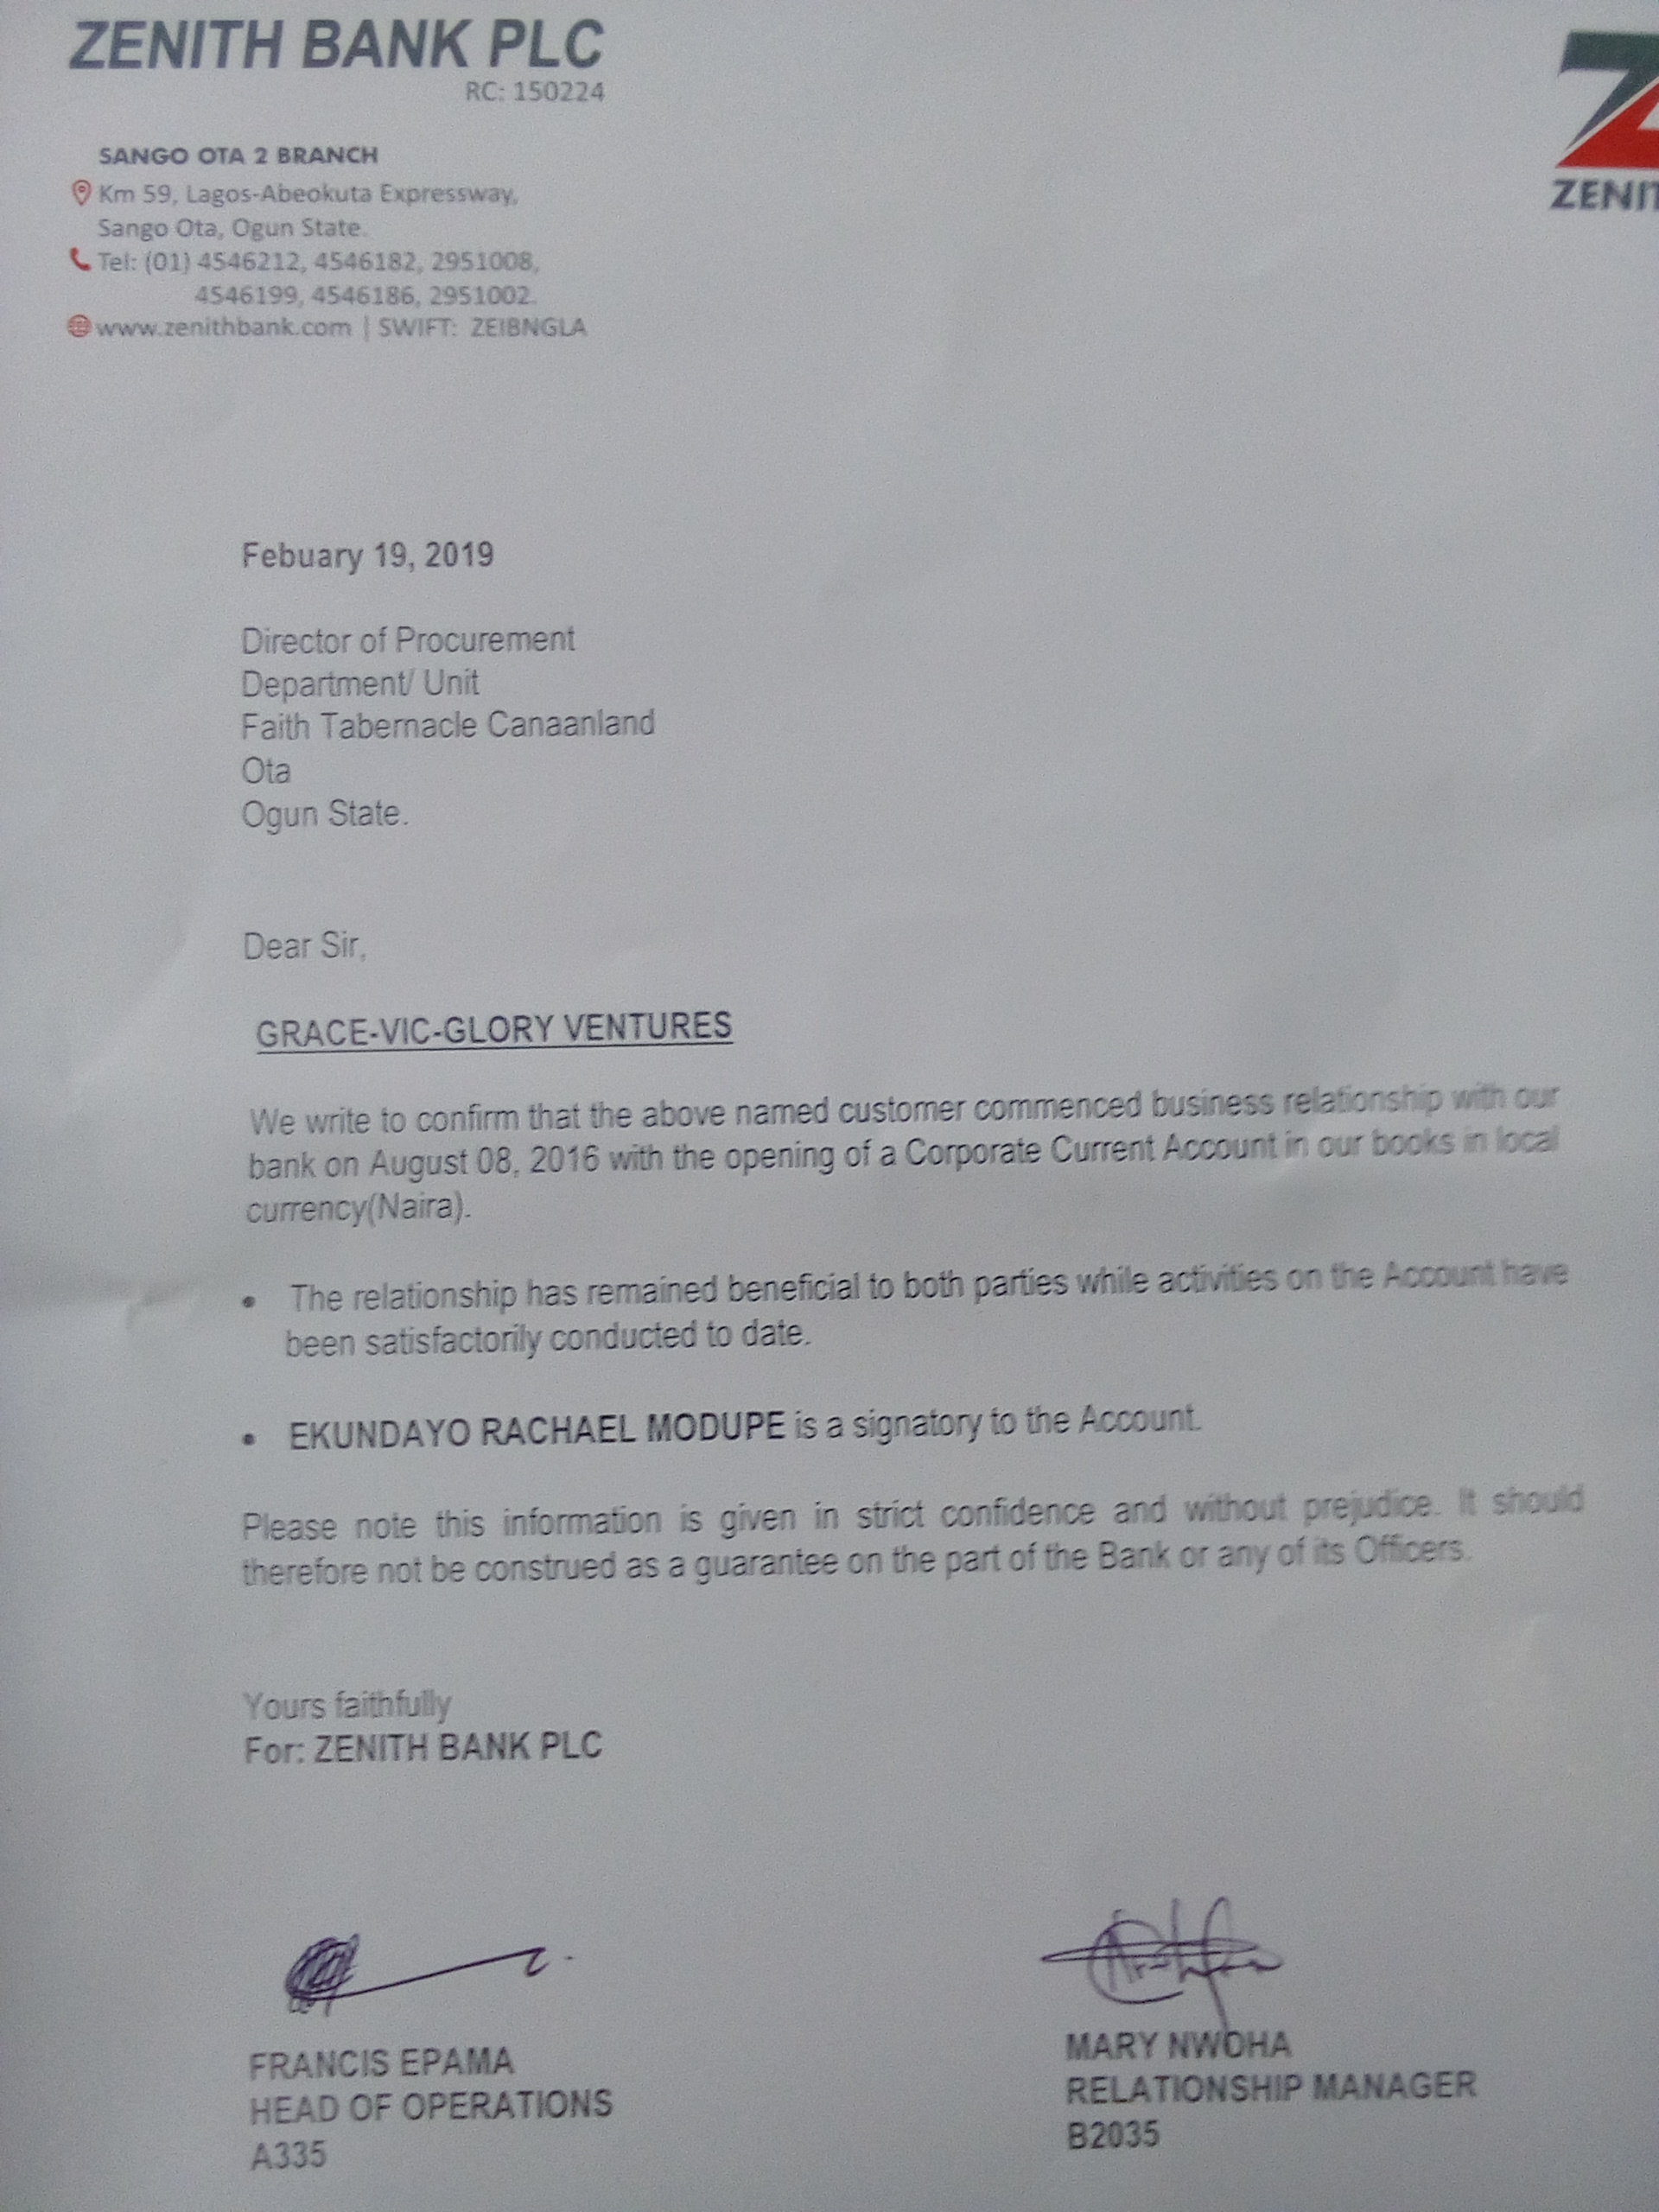 ZENITH BANK PLC
RC: 150224
ZENIT
SANGO OTA 2 BRANCH
Km 59, Lagos-Abeokuta Expressway,
Sango Ota, Ogun State.
Tel: (01) 4546212, 4546182, 2951008,
4546199, 4546186, 2951002.
www.zenithbank.com | SWIFT: ZEIBNGLA
Febuary 19, 2019
Director of Procurement
Department/ Unit
Faith Tabernacle Canaanland
Ota
Ogun State.
Dear Sir,
GRACE-VIC-GLORY VENTURES
We write to confirm that the above named customer commenced business relationship with our
bank on August 08, 2016 with the opening of a Corporate Current Account in our books in local
currency(Naira).
• The relationship has remained beneficial to both parties while activities on the Account have
been satisfactorily conducted to date.
• EKUNDAYO RACHAEL MODUPE is a signatory to the Account.
Please note this information is given in strict confidence and without prejudice. It should
therefore not be construed as a guarantee on the part of the Bank or any of its Officers.
Yours faithfully
For: ZENITH BANK PLC
FRANCIS EPAMA
HEAD OF OPERATIONS
A335
MARY NWOHA
RELATIONSHIP MANAGER
B2035